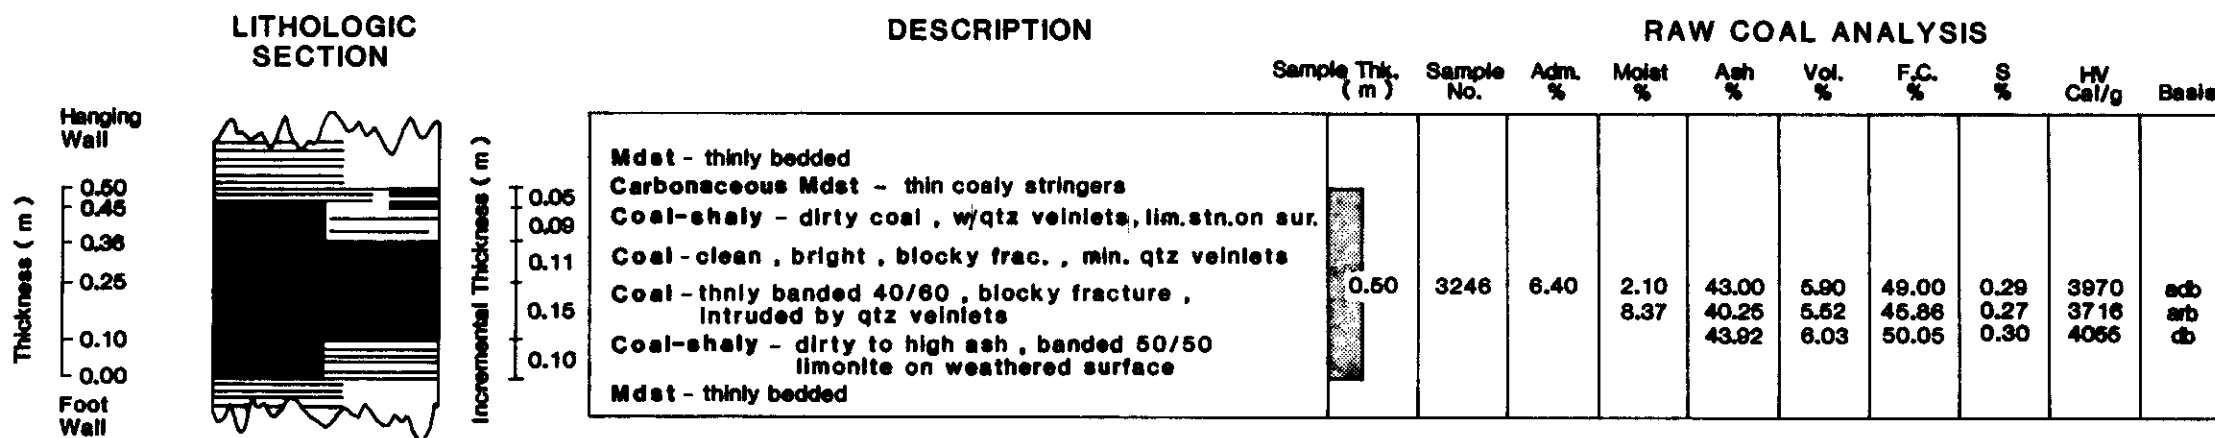 LITHOLOGIC
SECTION
DESCRIPTION
RAW COAL ANALYSIS
Sample Thk. (m) Sample No. Adm. % Moist % Ash % Vol. % F.C. % S % HV Cal/g Basis
Hanging
Wall
Thickness ( m )
0.50
0.45
0.36
0.25
0.10
0.00
Foot
Wall
Incremental Thickness ( m )
0.05
0.09
0.11
0.15
0.10
Mdst - thinly bedded
Carbonaceous Mdst - thin coaly stringers
Coal-shaly - dirty coal , w/qtz veinlets, lim.stn.on sur.
Coal - clean , bright , blocky frac. , min. qtz veinlets
Coal - thnly banded 40/60 , blocky fracture ,
intruded by qtz veinlets
Coal-shaly - dirty to high ash , banded 50/50
limonite on weathered surface
Mdst - thinly bedded
0.50 3246 6.40 2.10 43.00 5.90 49.00 0.29 3970 adb
8.37 40.25 5.52 45.86 0.27 3716 arb
43.92 6.03 50.05 0.30 4055 db